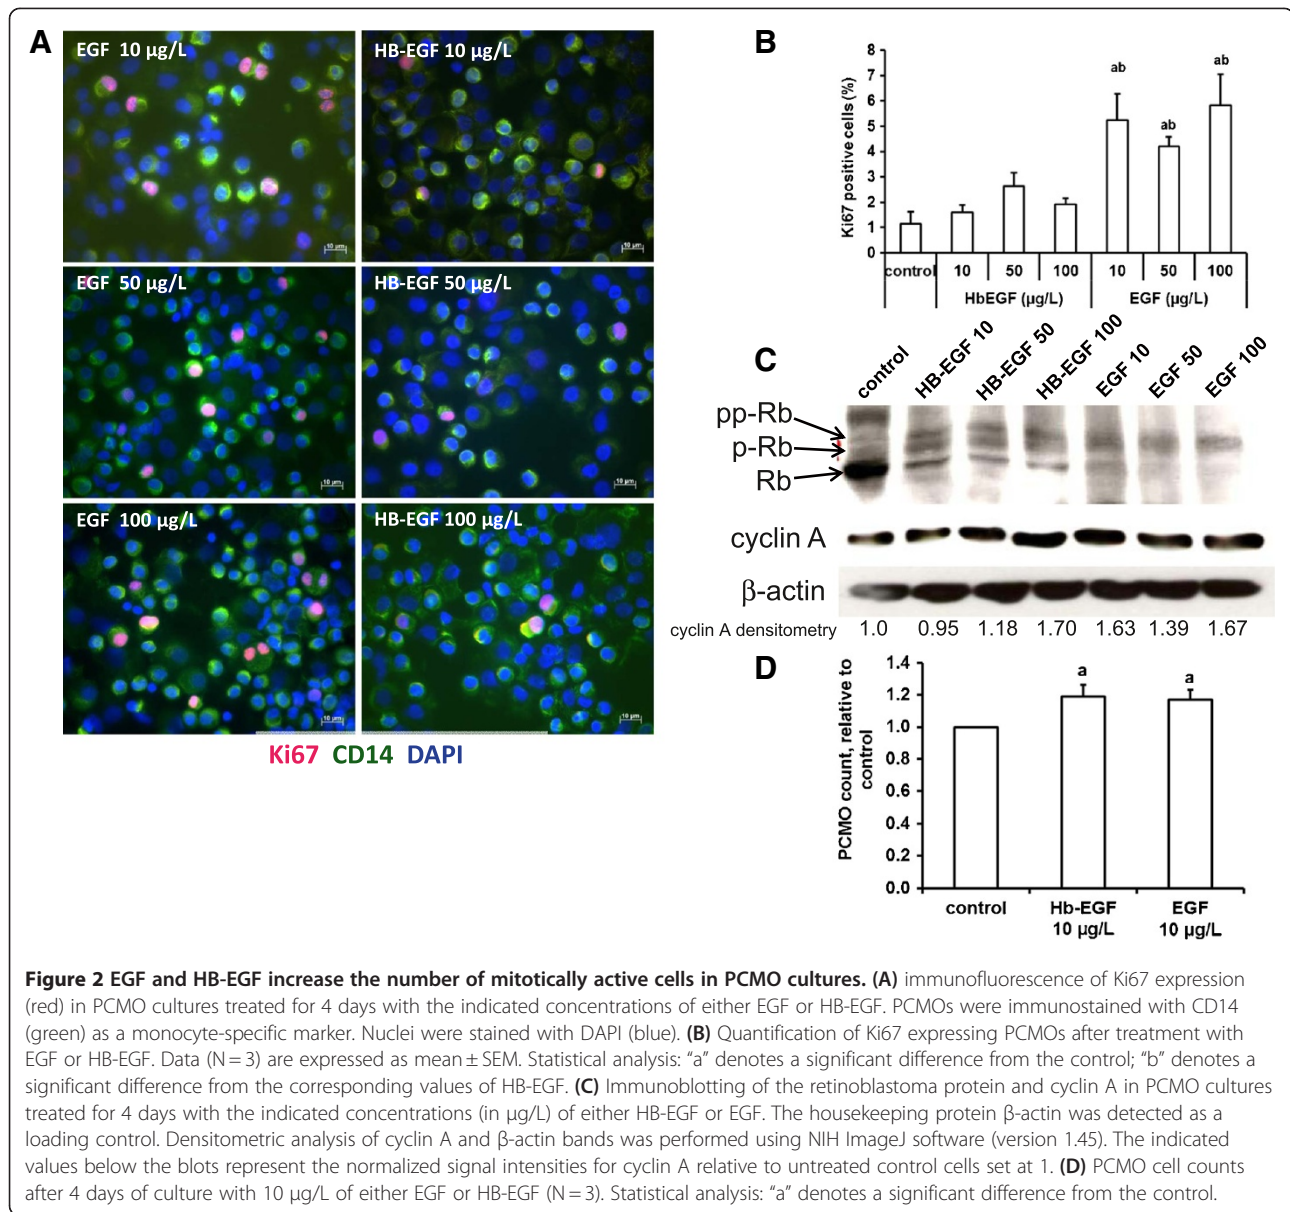 A
EGF 10 µg/L
HB-EGF 10 µg/L
10 µm
10 µm
EGF 50 µg/L
HB-EGF 50 µg/L
10 µm
10 µm
EGF 100 µg/L
HB-EGF 100 µg/L
10 µm
10 µm
Ki67 CD14 DAPI
B
Ki67 positive cells (%)
8
7
6
5
4
3
2
1
0
ab
ab
ab
control
10
50
100
10
50
100
HbEGF (µg/L)
EGF (µg/L)
C
control
HB-EGF 10
HB-EGF 50
HB-EGF 100
EGF 10
EGF 50
EGF 100
pp-Rb
p-Rb
Rb
cyclin A
β-actin
cyclin A densitometry 1.0 0.95 1.18 1.70 1.63 1.39 1.67
D
PCMO count, relative to
control
1.4
1.2
1.0
0.8
0.6
0.4
0.2
0.0
a
a
control
Hb-EGF
10 µg/L
EGF
10 µg/L
Figure 2 EGF and HB-EGF increase the number of mitotically active cells in PCMO cultures. (A) immunofluorescence of Ki67 expression
(red) in PCMO cultures treated for 4 days with the indicated concentrations of either EGF or HB-EGF. PCMOs were immunostained with CD14
(green) as a monocyte-specific marker. Nuclei were stained with DAPI (blue). (B) Quantification of Ki67 expressing PCMOs after treatment with
EGF or HB-EGF. Data (N = 3) are expressed as mean ± SEM. Statistical analysis: “a” denotes a significant difference from the control; “b” denotes a
significant difference from the corresponding values of HB-EGF. (C) Immunoblotting of the retinoblastoma protein and cyclin A in PCMO cultures
treated for 4 days with the indicated concentrations (in µg/L) of either HB-EGF or EGF. The housekeeping protein β-actin was detected as a
loading control. Densitometric analysis of cyclin A and β-actin bands was performed using NIH ImageJ software (version 1.45). The indicated
values below the blots represent the normalized signal intensities for cyclin A relative to untreated control cells set at 1. (D) PCMO cell counts
after 4 days of culture with 10 µg/L of either EGF or HB-EGF (N = 3). Statistical analysis: “a” denotes a significant difference from the control.